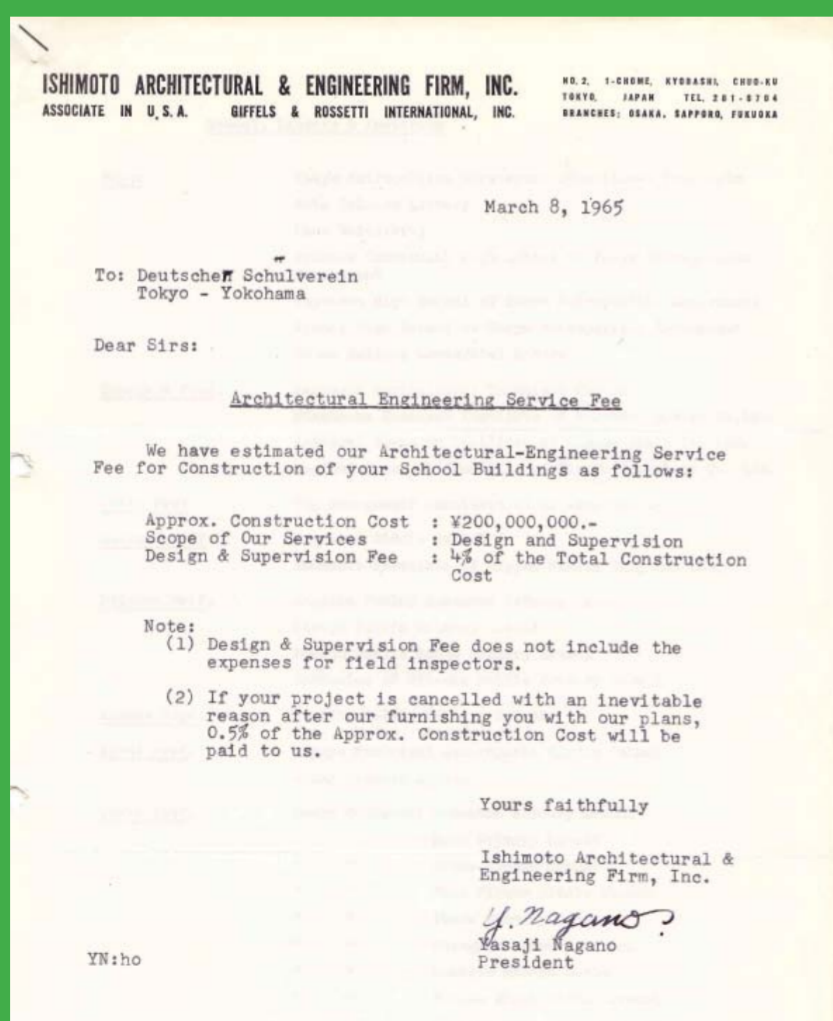 ISHIMOTO ARCHITECTURAL & ENGINEERING FIRM, INC.
ASSOCIATE IN U.S.A. GIFFELS & ROSSETTI INTERNATIONAL, INC.
NO. 2, 1-CHOME, KYOBASHI, CHUO-KU
TOKYO, JAPAN TEL. 281-8704
BRANCHES; OSAKA, SAPPORO, FUKUOKA
March 8, 1965
To: Deutscher Schulverein
Tokyo - Yokohama
Dear Sirs:
Architectural Engineering Service Fee
We have estimated our Architectural-Engineering Service
Fee for Construction of your School Buildings as follows:
Approx. Construction Cost : ¥200,000,000.-
Scope of Our Services : Design and Supervision
Design & Supervision Fee : 4% of the Total Construction
Cost
Note:
(1) Design & Supervision Fee does not include the
expenses for field inspectors.
(2) If your project is cancelled with an inevitable
reason after our furnishing you with our plans,
0.5% of the Approx. Construction Cost will be
paid to us.
Yours faithfully
Ishimoto Architectural &
Engineering Firm, Inc.
Y. Nagano
Yasaji Nagano
President
YN:ho